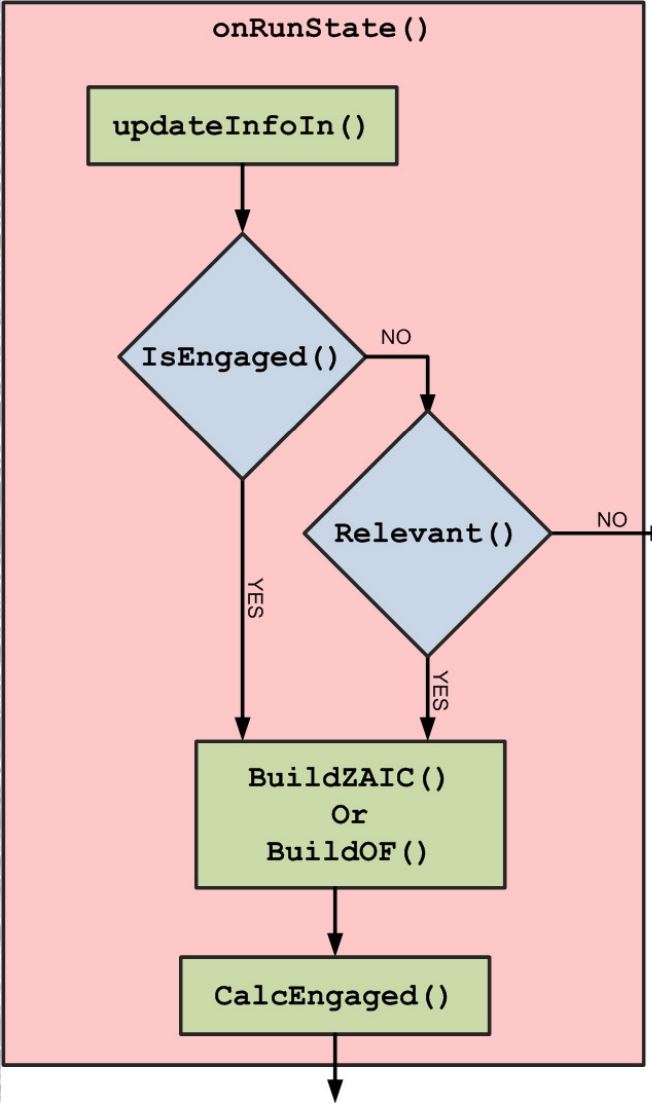 onRunState()
updateInfoIn()
IsEngaged()
NO
Relevant()
NO
YES
YES
BuildZAIC()
Or
BuildOF()
CalcEngaged()